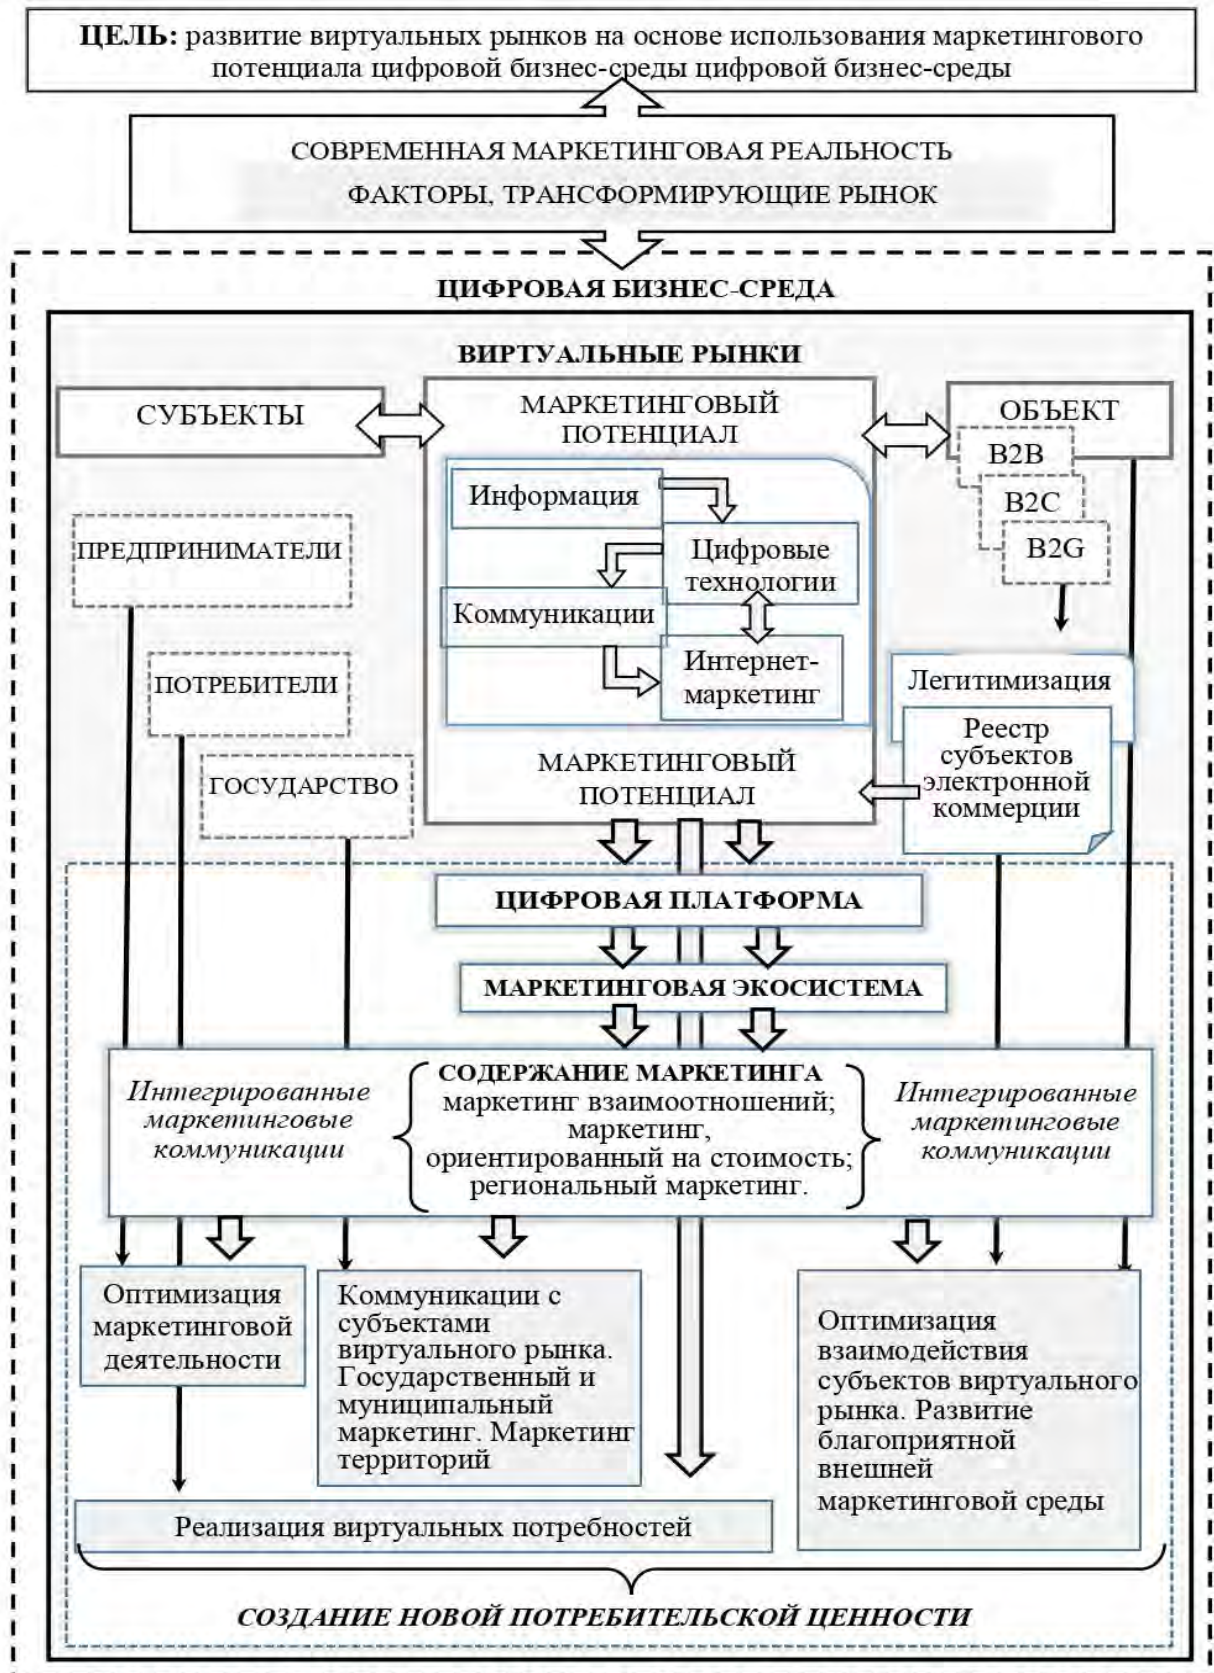 ЦЕЛЬ: развитие виртуальных рынков на основе использования маркетингового
потенциала цифровой бизнес-среды цифровой бизнес-среды
СОВРЕМЕННАЯ МАРКЕТИНГОВАЯ РЕАЛЬНОСТЬ
ФАКТОРЫ, ТРАНСФОРМИРУЮЩИЕ РЫНОК
ЦИФРОВАЯ БИЗНЕС-СРЕДА
ВИРТУАЛЬНЫЕ РЫНКИ
СУБЪЕКТЫ
МАРКЕТИНГОВЫЙ
ПОТЕНЦИАЛ
ОБЪЕКТ
B2B
B2C
B2G
Информация
Цифровые
технологии
Коммуникации
Интернет-
маркетинг
ПРЕДПРИНИМАТЕЛИ
ПОТРЕБИТЕЛИ
ГОСУДАРСТВО
Легитимизация
Реестр
субъектов
электронной
коммерции
МАРКЕТИНГОВЫЙ
ПОТЕНЦИАЛ
ЦИФРОВАЯ ПЛАТФОРМА
МАРКЕТИНГОВАЯ ЭКОСИСТЕМА
Интегрированные
маркетинговые
коммуникации
СОДЕРЖАНИЕ МАРКЕТИНГА
маркетинг взаимоотношений;
маркетинг,
ориентированный на стоимость;
региональный маркетинг.
Интегрированные
маркетинговые
коммуникации
Оптимизация
маркетинговой
деятельности
Коммуникации с
субъектами
виртуального рынка.
Государственный и
муниципальный
маркетинг. Маркетинг
территорий
Оптимизация
взаимодействия
субъектов виртуального
рынка. Развитие
благоприятной
внешней
маркетинговой среды
Реализация виртуальных потребностей
СОЗДАНИЕ НОВОЙ ПОТРЕБИТЕЛЬСКОЙ ЦЕННОСТИ